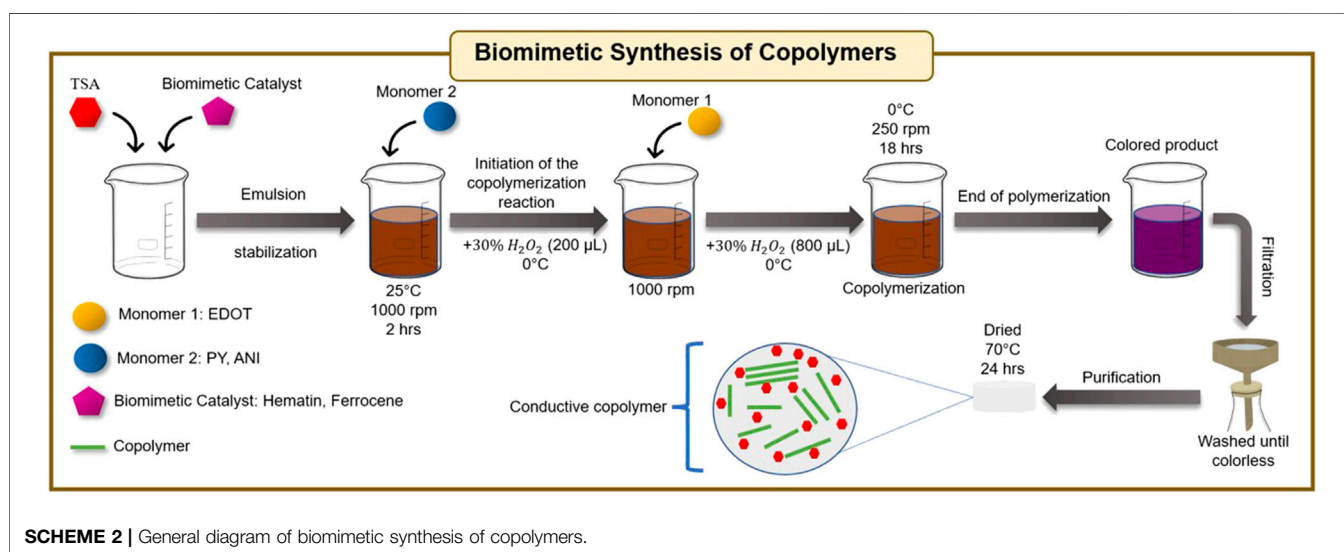 Biomimetic Synthesis of Copolymers
TSA
Biomimetic Catalyst
Emulsion
stabilization
Monomer 2
25°C
1000 rpm
2 hrs
Initiation of the
copolymerization
reaction
+30% H₂O₂ (200 µL)
0°C
Monomer 1
1000 rpm
+30% H₂O₂ (800 µL)
0°C
0°C
250 rpm
18 hrs
Copolymerization
End of polymerization
Colored product
Filtration
Washed until
colorless
Purification
Dried
70°C
24 hrs
Conductive copolymer
Monomer 1: EDOT
Monomer 2: PY, ANI
Biomimetic Catalyst: Hematin, Ferrocene
Copolymer
SCHEME 2 | General diagram of biomimetic synthesis of copolymers.